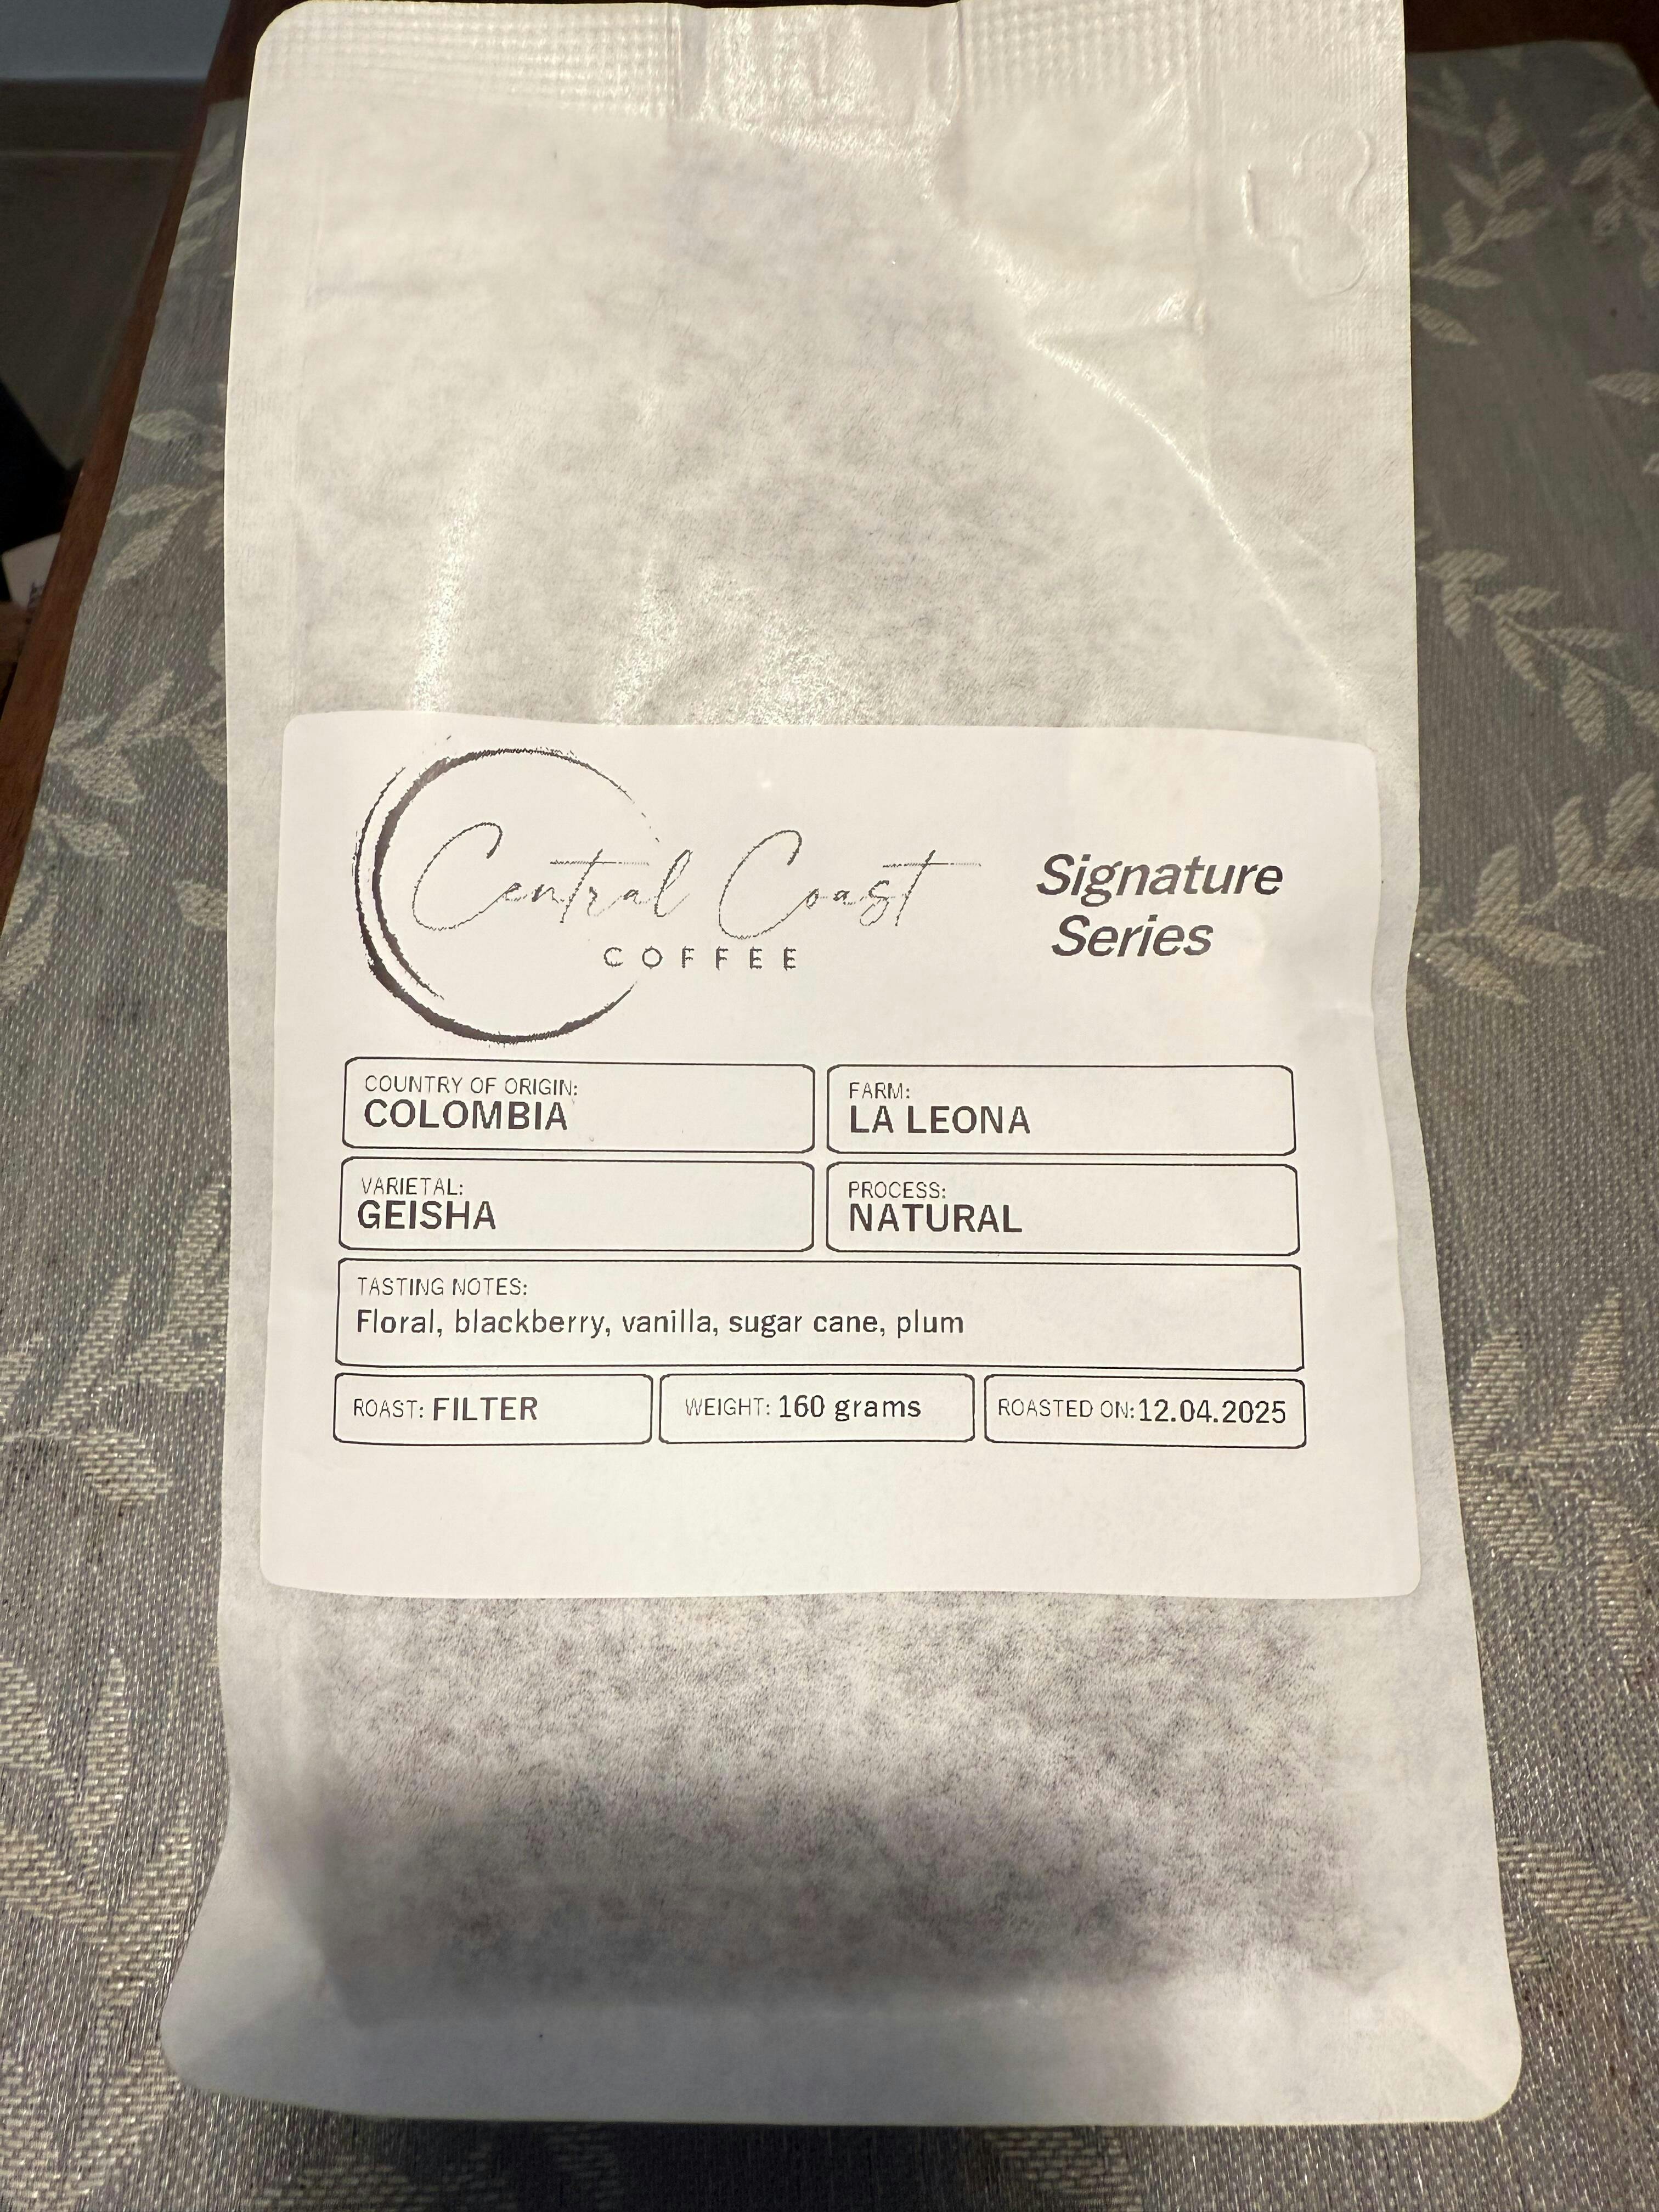 Central Coast
COFFEE
Signature
Series
COUNTRY OF ORIGIN:
COLOMBIA
FARM:
LA LEONA
VARIETAL:
GEISHA
PROCESS:
NATURAL
TASTING NOTES:
Floral, blackberry, vanilla, sugar cane, plum
ROAST: FILTER
WEIGHT: 160 grams
ROASTED ON: 12.04.2025